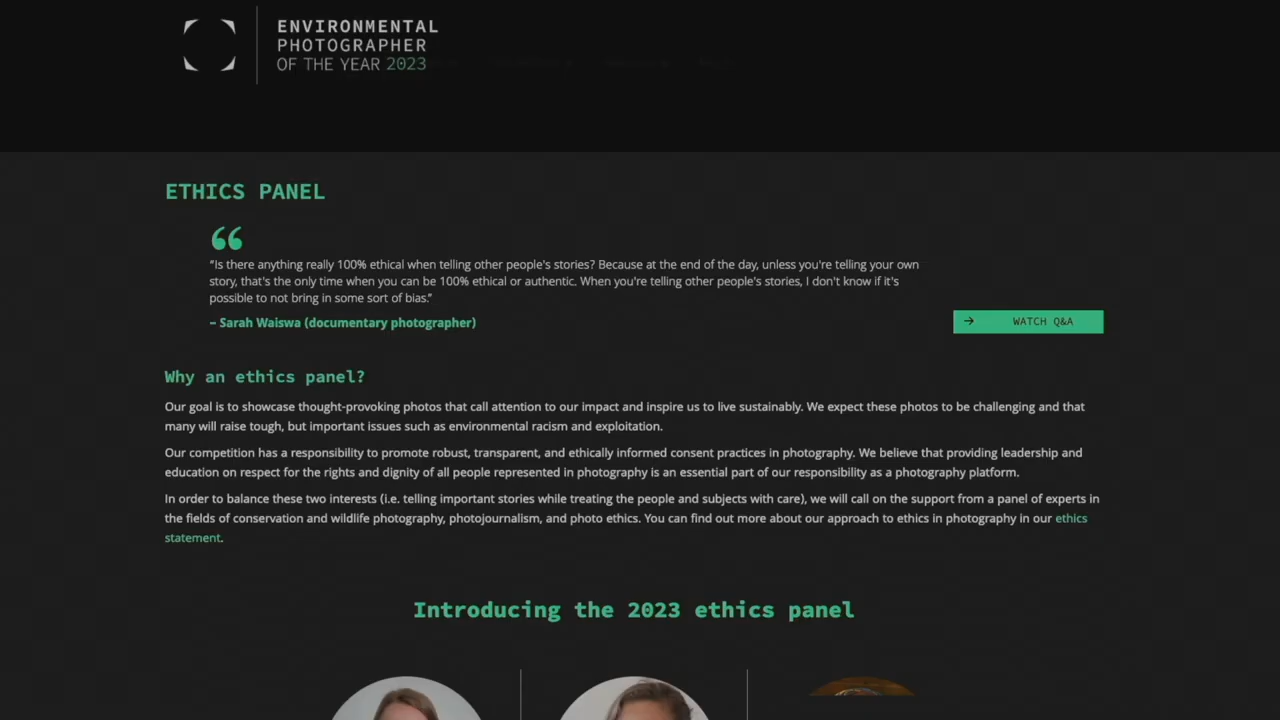 ENVIRONMENTAL
PHOTOGRAPHER
OF THE YEAR 2023
ETHICS PANEL
“Is there anything really 100% ethical when telling other people's stories? Because at the end of the day, unless you're telling your own
story, that's the only time when you can be 100% ethical or authentic. When you're telling other people's stories, I don't know if it's
possible to not bring in some sort of bias.”
– Sarah Waiswa (documentary photographer)
→ WATCH Q&A
Why an ethics panel?
Our goal is to showcase thought-provoking photos that call attention to our impact and inspire us to live sustainably. We expect these photos to be challenging and that
many will raise tough, but important issues such as environmental racism and exploitation.
Our competition has a responsibility to promote robust, transparent, and ethically informed consent practices in photography. We believe that providing leadership and
education on respect for the rights and dignity of all people represented in photography is an essential part of our responsibility as a photography platform.
In order to balance these two interests (i.e. telling important stories while treating the people and subjects with care), we will call on the support from a panel of experts in
the fields of conservation and wildlife photography, photojournalism, and photo ethics. You can find out more about our approach to ethics in photography in our ethics
statement.
Introducing the 2023 ethics panel